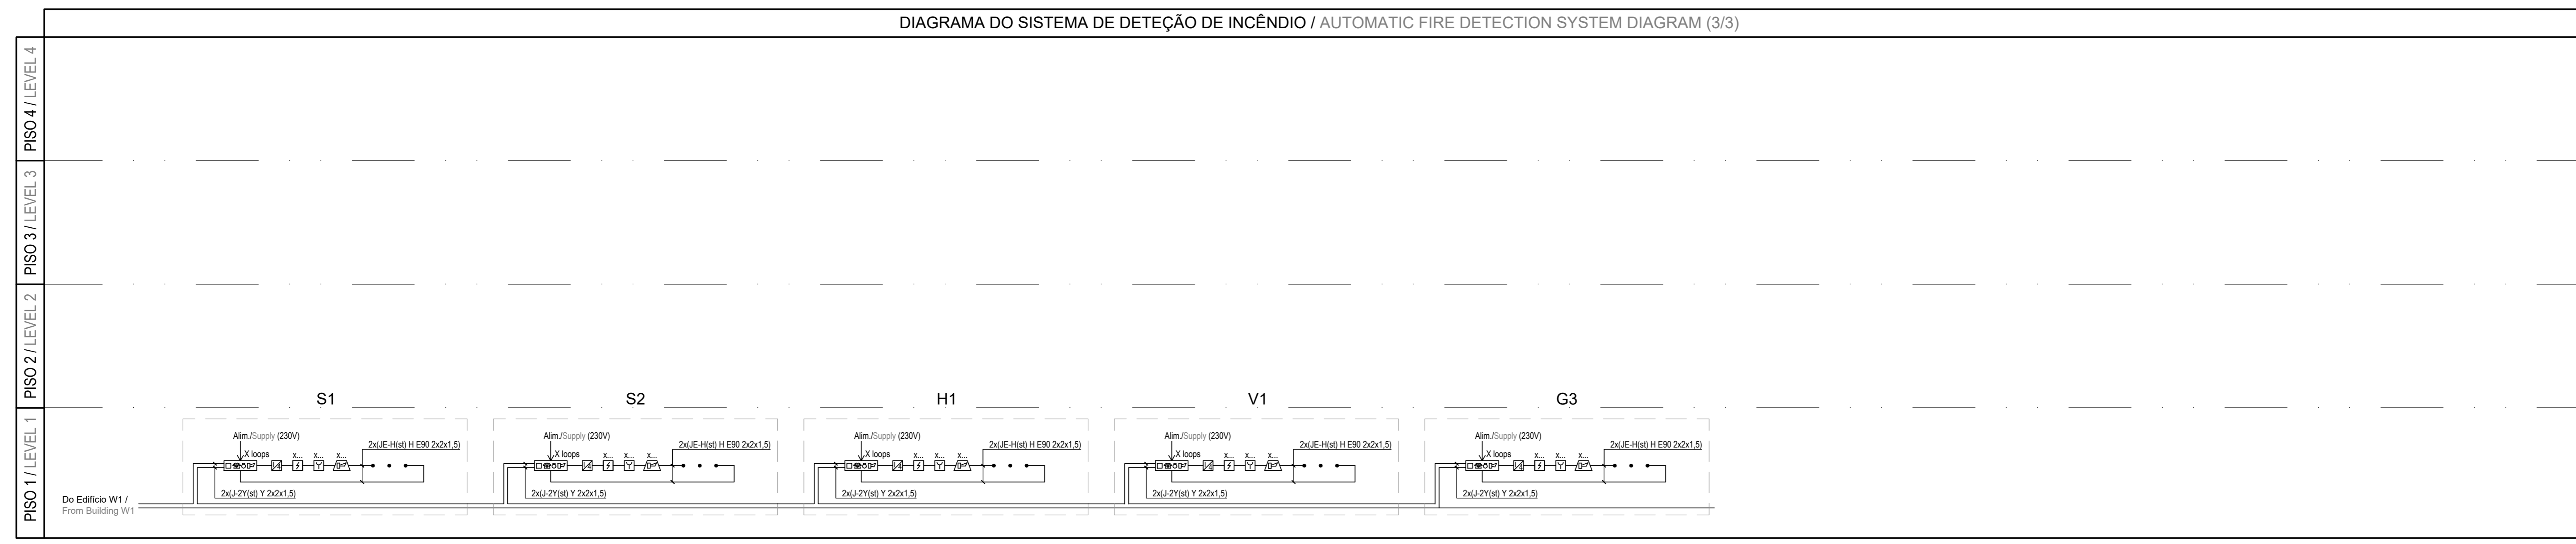 DIAGRAMA DO SISTEMA DE DETEÇÃO DE INCÊNDIO / AUTOMATIC FIRE DETECTION SYSTEM DIAGRAM (3/3)
PISO 4 / LEVEL 4
PISO 3 / LEVEL 3
PISO 2 / LEVEL 2
PISO 1 / LEVEL 1
Do Edifício W1 /
From Building W1
S1
Alim./Supply (230V)
2x(JE-H(st) H E90 2x2x1,5)
X loops
x...
x...
x...
2x(J-2Y(st) Y 2x2x1,5)
S2
Alim./Supply (230V)
2x(JE-H(st) H E90 2x2x1,5)
X loops
x...
x...
x...
2x(J-2Y(st) Y 2x2x1,5)
H1
Alim./Supply (230V)
2x(JE-H(st) H E90 2x2x1,5)
X loops
x...
x...
x...
2x(J-2Y(st) Y 2x2x1,5)
V1
Alim./Supply (230V)
2x(JE-H(st) H E90 2x2x1,5)
X loops
x...
x...
x...
2x(J-2Y(st) Y 2x2x1,5)
G3
Alim./Supply (230V)
2x(JE-H(st) H E90 2x2x1,5)
X loops
x...
x...
x...
2x(J-2Y(st) Y 2x2x1,5)